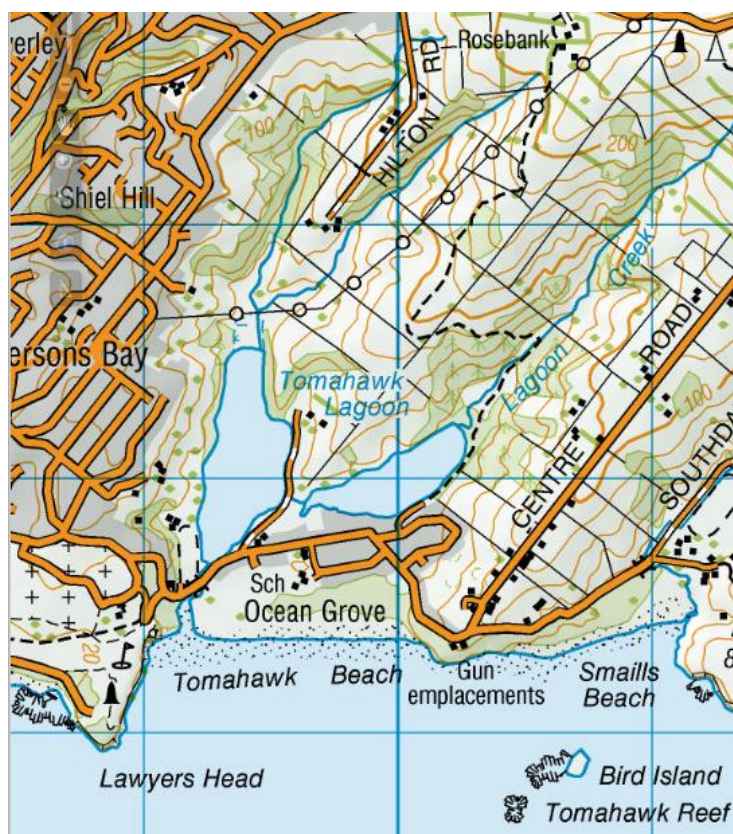 verley
Rosebank
HILTON RD
100
200
Shiel Hill
ersons Bay
Tomahawk
Lagoon
Lagoon Creek
CENTRE ROAD
100
SOUTHDA
Sch
Ocean Grove
20
Tomahawk Beach
Gun
emplacements
Smaills
Beach
8
Lawyers Head
Bird Island
Tomahawk Reef